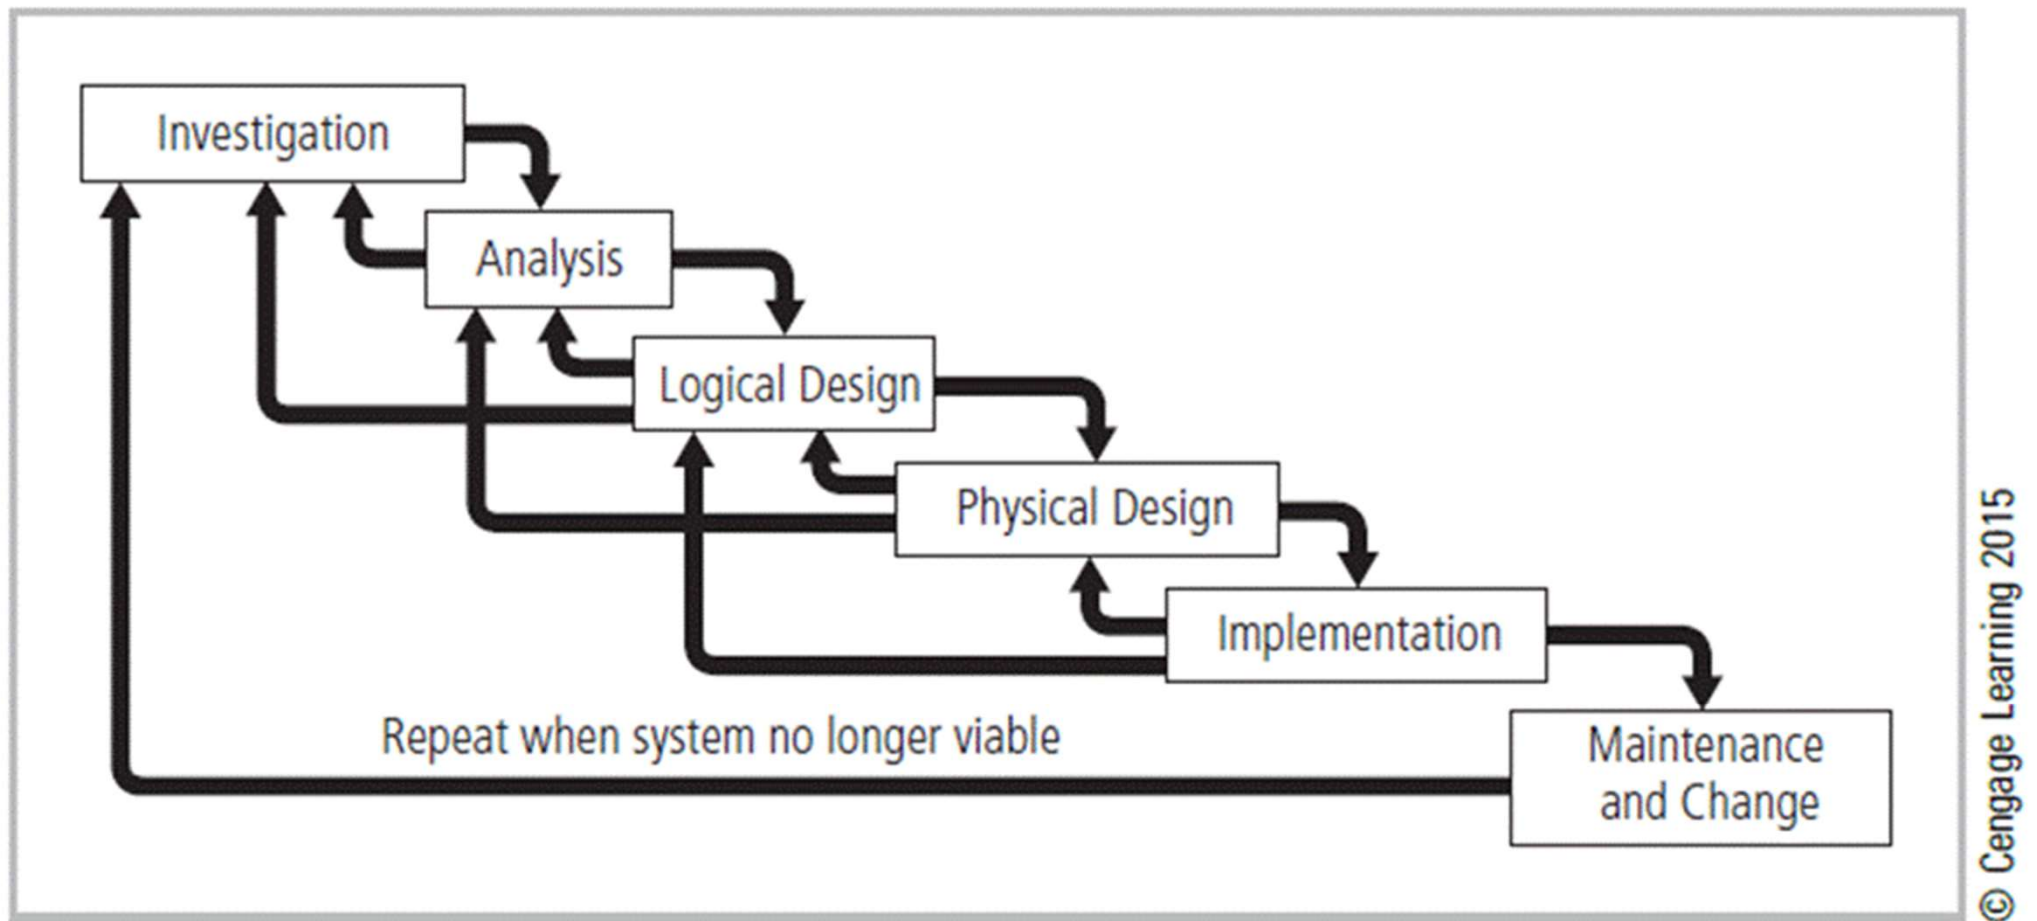 Investigation
Analysis
Logical Design
Physical Design
Implementation
Repeat when system no longer viable
Maintenance
and Change
© Cengage Learning 2015